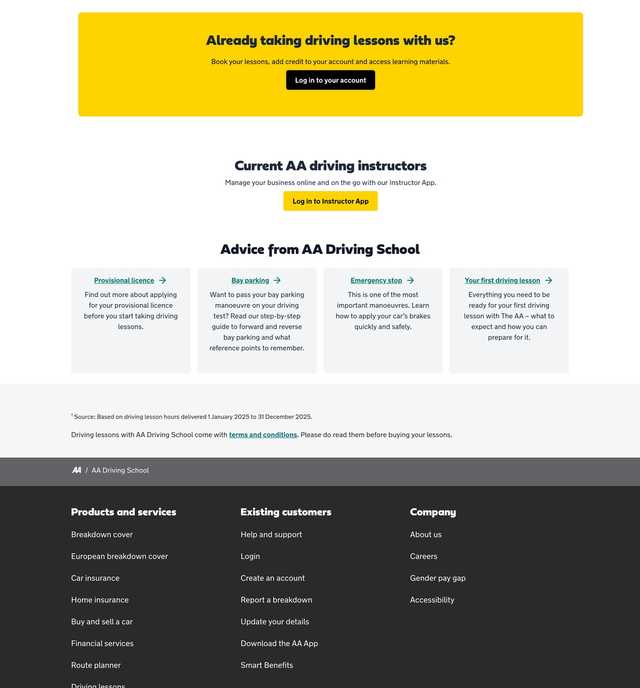 Already taking driving lessons with us?
Book your lessons, add credit to your account and access learning materials.
Log in to your account
Current AA driving instructors
Manage your business online and on the go with our Instructor App.
Log in to Instructor App
Advice from AA Driving School
Provisional licence →
Find out more about applying
for your provisional licence
before you start taking driving
lessons.
Bay parking →
Want to pass your bay parking
manoeuvre on your driving
test? Read our step-by-step
guide to forward and reverse
bay parking and what
reference points to remember.
Emergency stop →
This is one of the most
important manoeuvres. Learn
how to apply your car's brakes
quickly and safely.
Your first driving lesson →
Everything you need to be
ready for your first driving
lesson with The AA – what to
expect and how you can
prepare for it.
¹ Source: Based on driving lesson hours delivered 1 January 2025 to 31 December 2025.
Driving lessons with AA Driving School come with terms and conditions. Please do read them before buying your lessons.
AA / AA Driving School
Products and services
Breakdown cover
European breakdown cover
Car insurance
Home insurance
Buy and sell a car
Financial services
Route planner
Driving lessons
Existing customers
Help and support
Login
Create an account
Report a breakdown
Update your details
Download the AA App
Smart Benefits
Company
About us
Careers
Gender pay gap
Accessibility